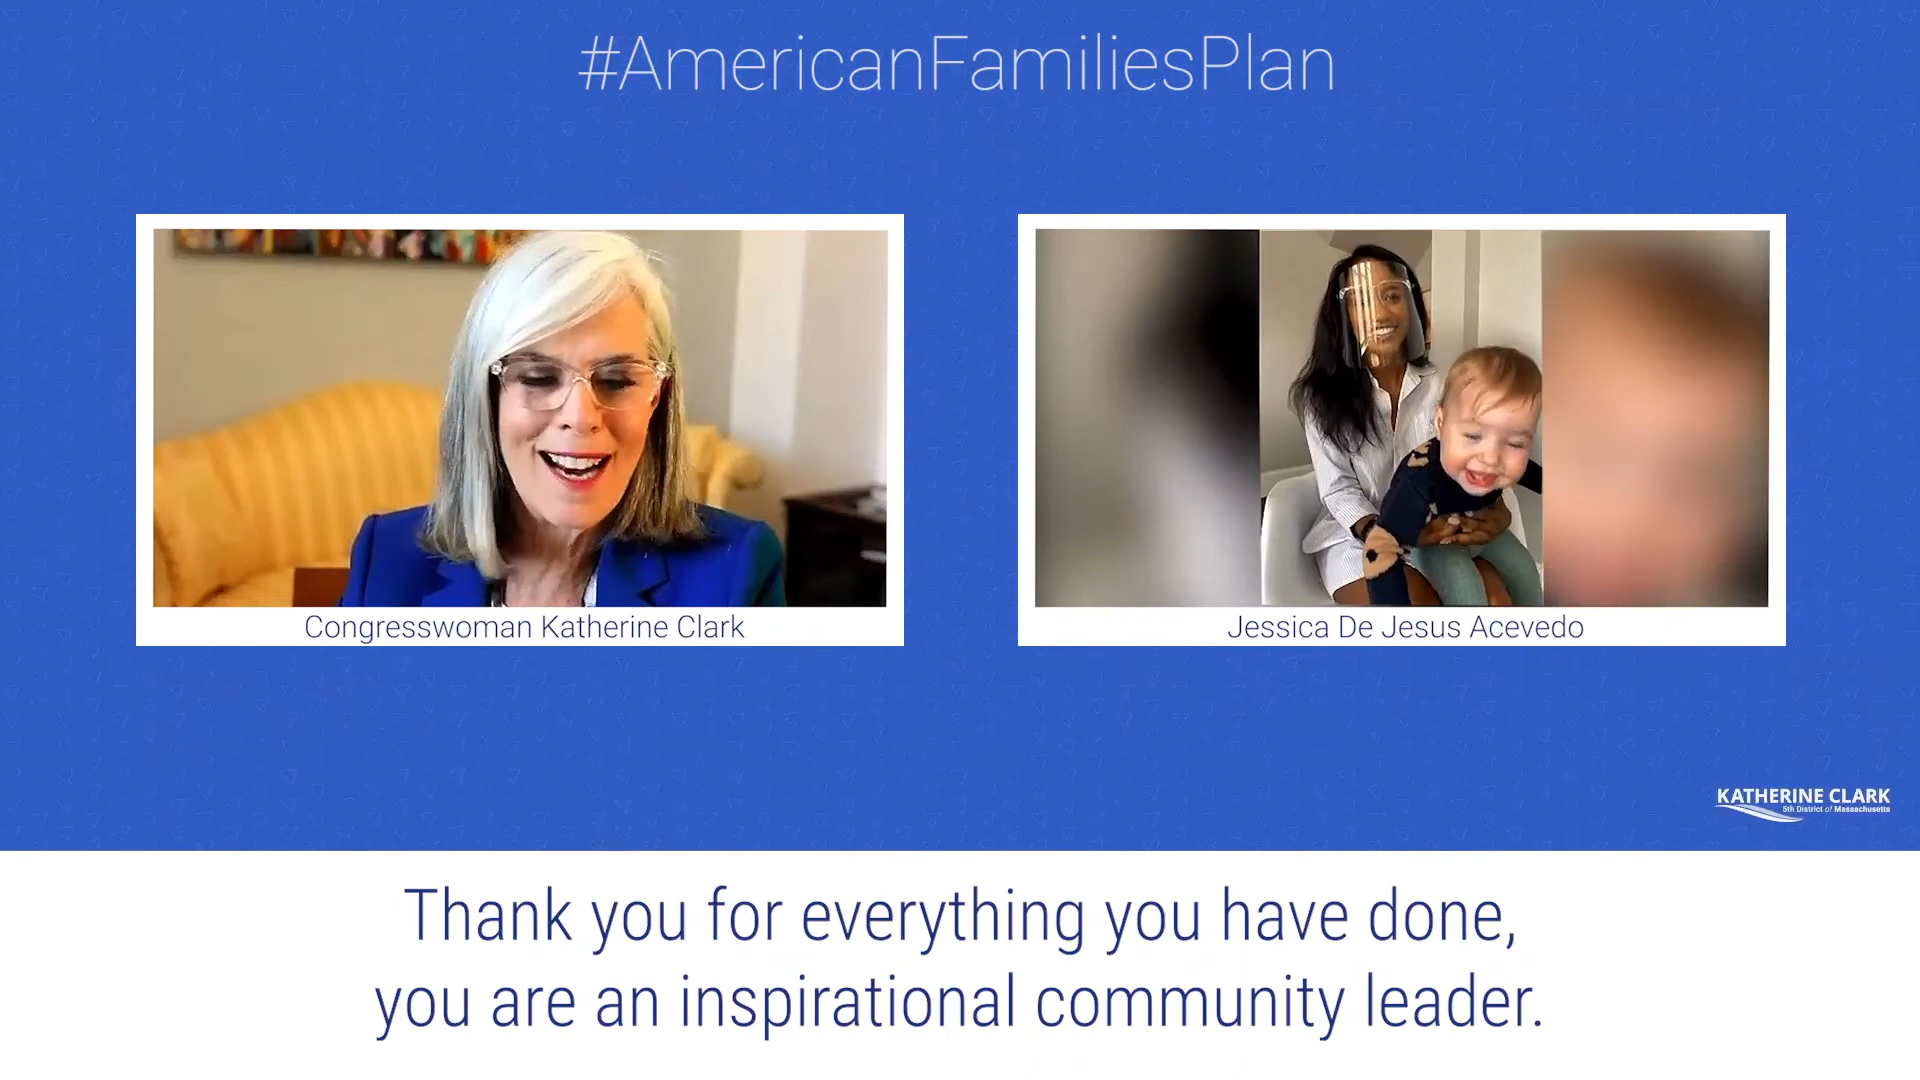 #AmericanFamiliesPlan
Congresswoman Katherine Clark
Jessica De Jesus Acevedo
KATHERINE CLARK
5th District of Massachusetts
Thank you for everything you have done,
you are an inspirational community leader.